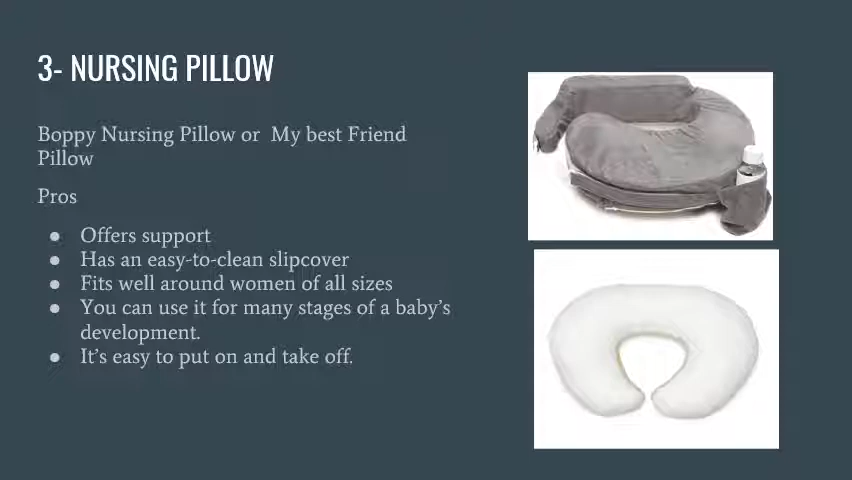 3- NURSING PILLOW
Boppy Nursing Pillow or  My best Friend
Pillow
Pros
● Offers support
● Has an easy-to-clean slipcover
● Fits well around women of all sizes
● You can use it for many stages of a baby’s
development.
● It’s easy to put on and take off.